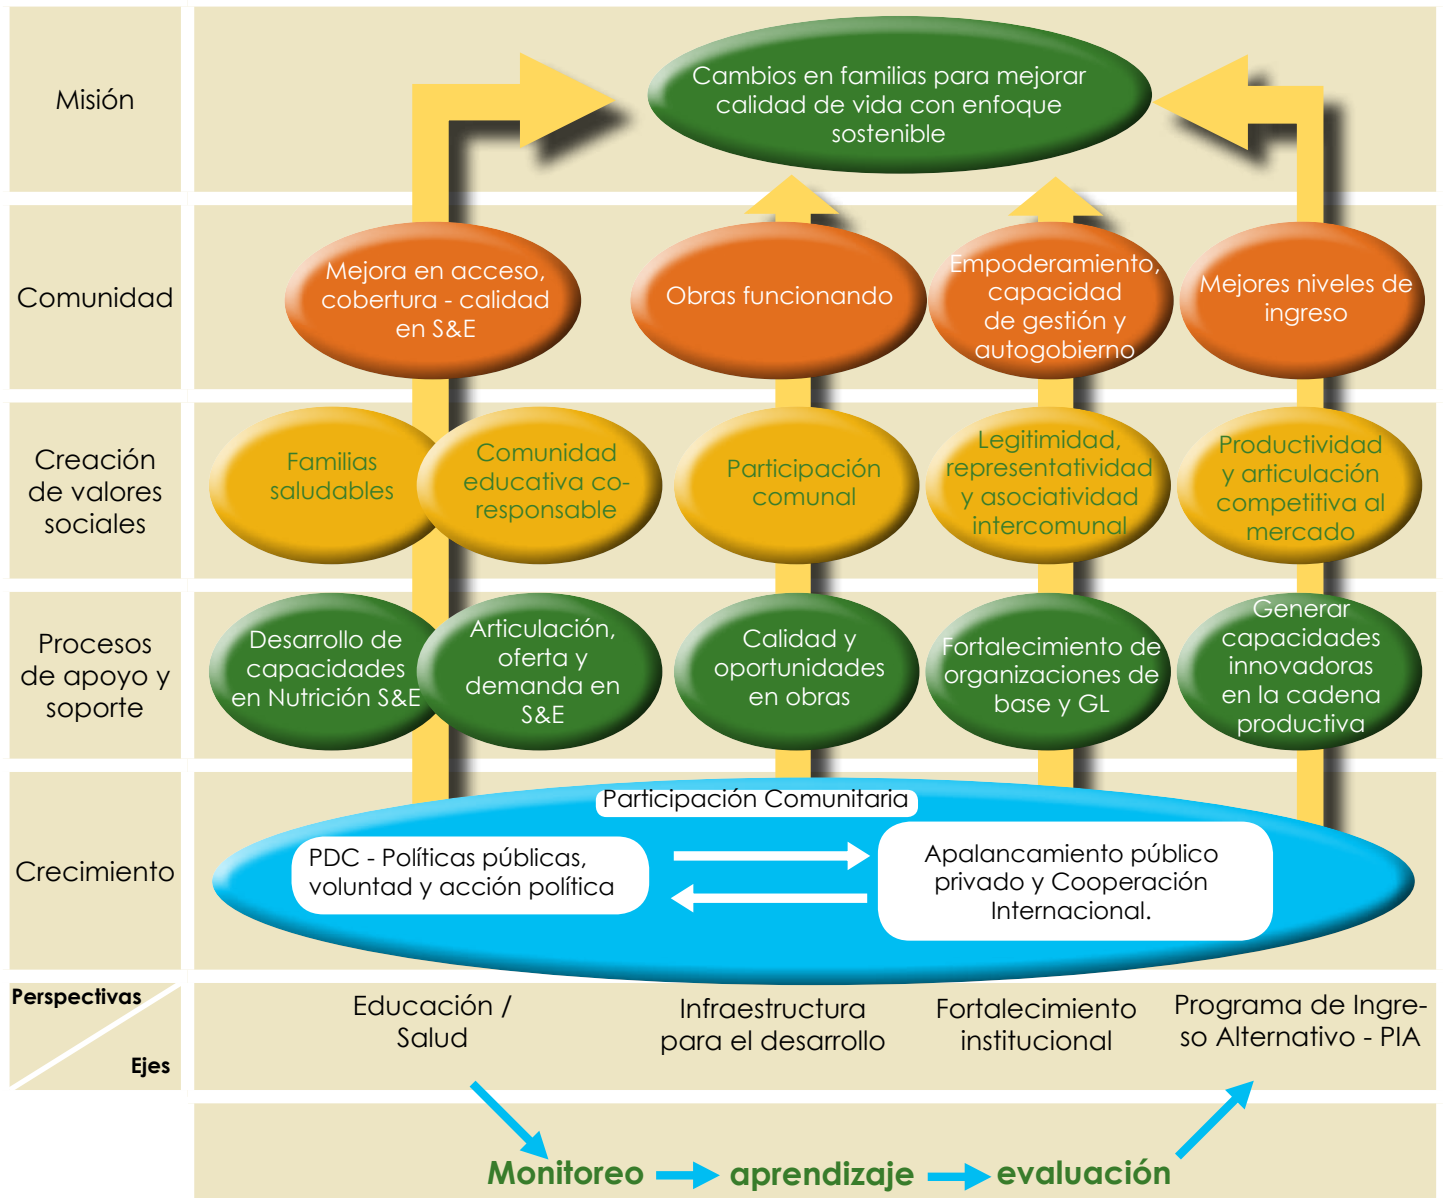 Misión
Cambios en familias para mejorar
calidad de vida con enfoque
sostenible
Comunidad
Mejora en acceso,
cobertura - calidad
en S&E
Obras funcionando
Empoderamiento,
capacidad
de gestión y
autogobierno
Mejores niveles de
ingreso
Creación
de valores
sociales
Familias
saludables
Comunidad
educativa co-
responsable
Participación
comunal
Legitimidad,
representatividad
y asociatividad
intercomunal
Productividad
y articulación
competitiva al
mercado
Procesos
de apoyo y
soporte
Desarrollo de
capacidades
en Nutrición S&E
Articulación,
oferta y
demanda en
S&E
Calidad y
oportunidades
en obras
Fortalecimiento de
organizaciones de
base y GL
Generar
capacidades
innovadoras
en la cadena
productiva
Crecimiento
Participación Comunitaria
PDC - Políticas públicas,
voluntad y acción política
Apalancamiento público
privado y Cooperación
Internacional.
Perspectivas
Ejes
Educación /
Salud
Infraestructura
para el desarrollo
Fortalecimiento
institucional
Programa de Ingre-
so Alternativo - PIA
Monitoreo
aprendizaje
evaluación